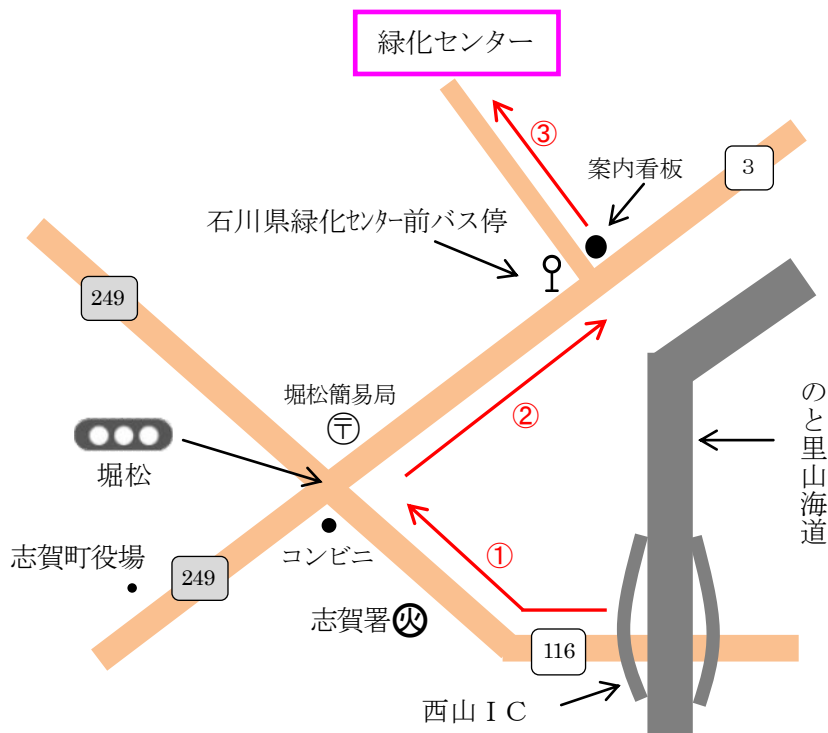 緑化センター
③
案内看板
3
石川県緑化ｾﾝﾀｰ前バス停
249
堀松簡易局
〒
②
のと里山海道
堀松
①
志賀町役場
249
コンビニ
志賀署㊋
116
西山ＩＣ